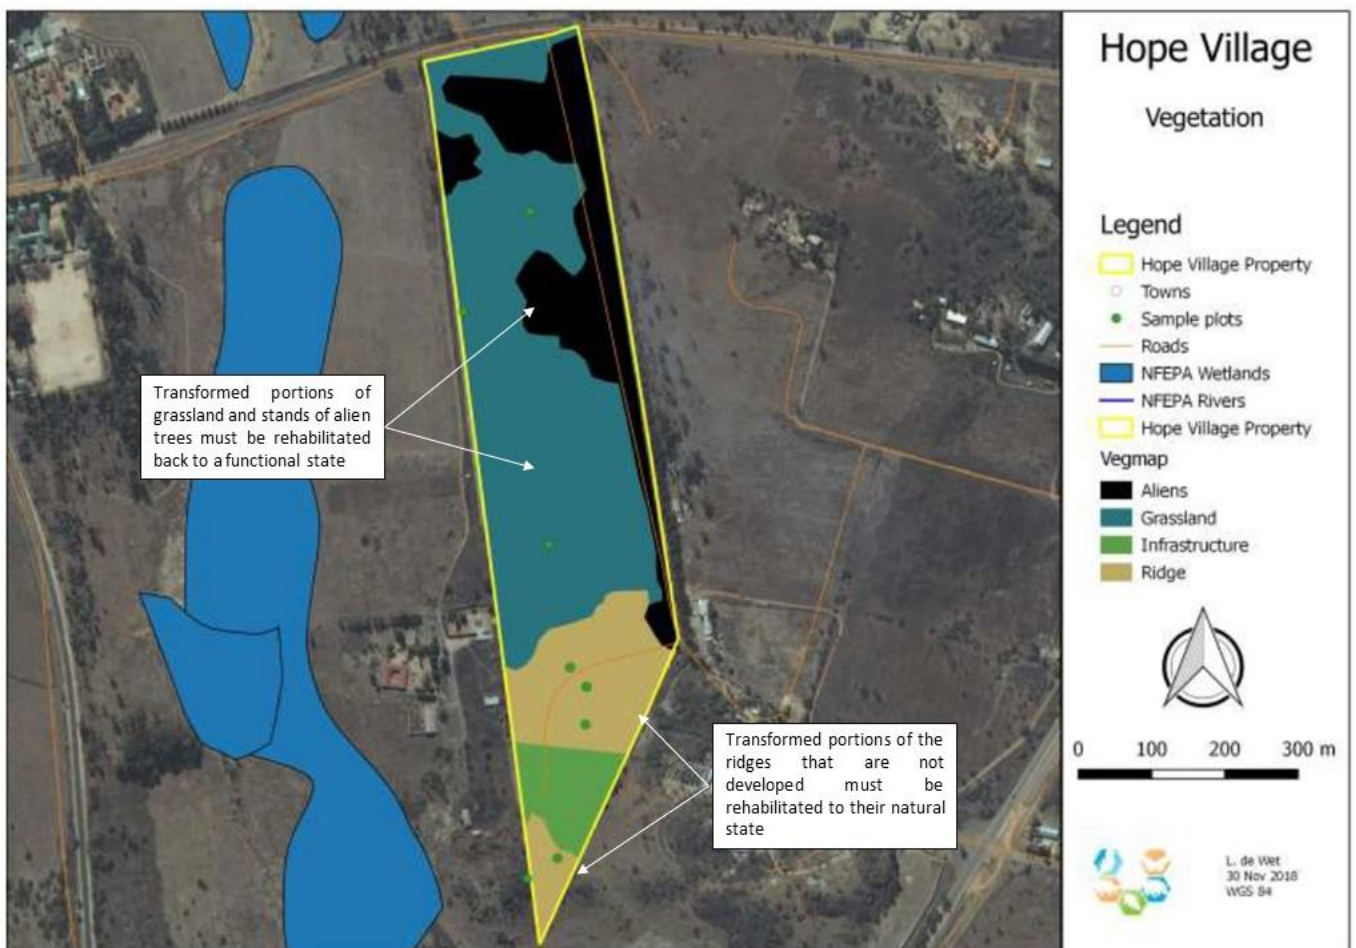 Hope Village
Vegetation
Legend
Hope Village Property
Towns
Sample plots
Roads
NFEPA Wetlands
NFEPA Rivers
Hope Village Property
Vegmap
Aliens
Grassland
Infrastructure
Ridge
0 100 200 300 m
L. de Wet
30 Nov 2018
WGS 84
Transformed portions of
grassland and stands of alien
trees must be rehabilitated
back to a functional state
Transformed portions of the
ridges that are not
developed must be
rehabilitated to their natural
state